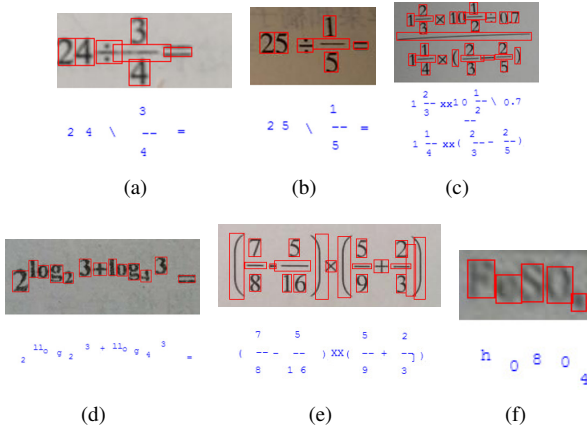 3
24 ÷ — =
4
3
2 4 \ -- =
4
(a)
1
25 ÷ — =
5
1
2 5 \ -- =
5
(b)
1 2/3 × 10 1/2 ÷ 0.7
1 1/4 × ( 2/3 − 2/5 )
2 1
1 -- xx 1 0 -- \ 0.7
3 2
--
1 2 2
1 -- xx ( -- - -- )
4 3 5
(c)
2 log2 3 + log4 3 =
2 l1o g 2 3 + l1o g 4 3 =
(d)
7 5 5 2
( — - — ) × ( — + — )
8 16 9 3
7 5 5 2
( -- - -- ) xx ( -- + -- ] )
8 1 6 9 3
(e)
h 0 8 0 4
(f)